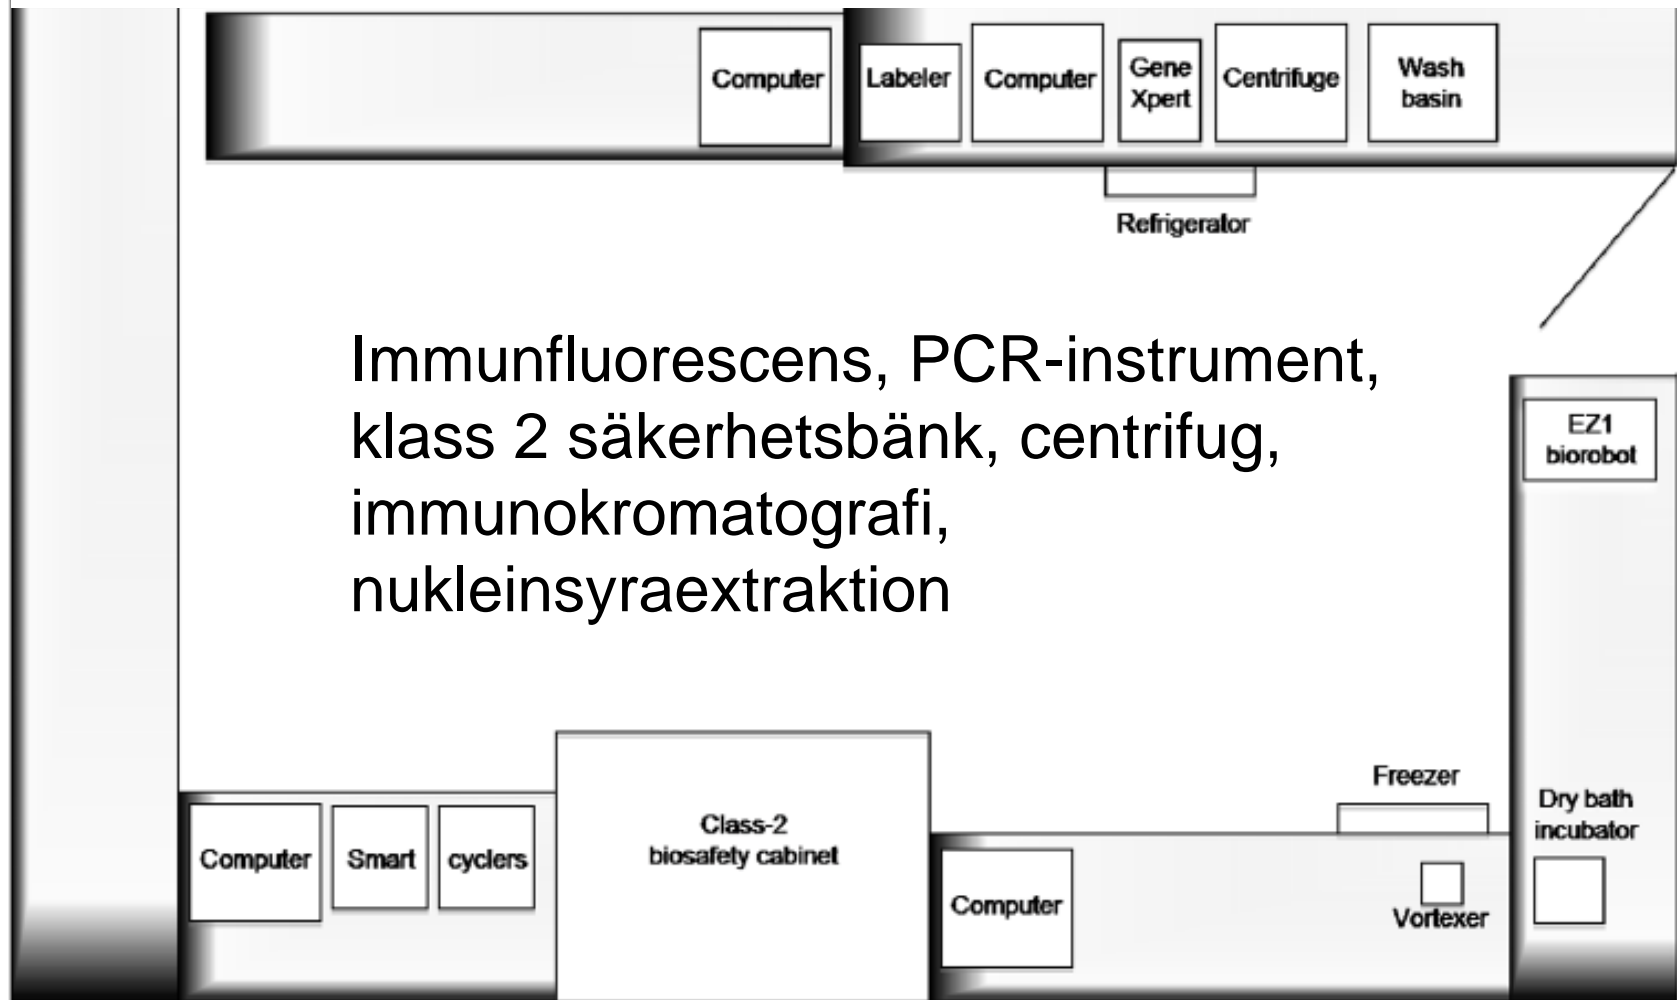 Computer
Labeler
Computer
Gene
Xpert
Centrifuge
Wash
basin
Refrigerator
Immunfluorescens, PCR-instrument,
klass 2 säkerhetsbänk, centrifug,
immunokromatografi,
nukleinsyraextraktion
EZ1
biorobot
Freezer
Dry bath
incubator
Computer
Smart
cyclers
Class-2
biosafety cabinet
Computer
Vortexer